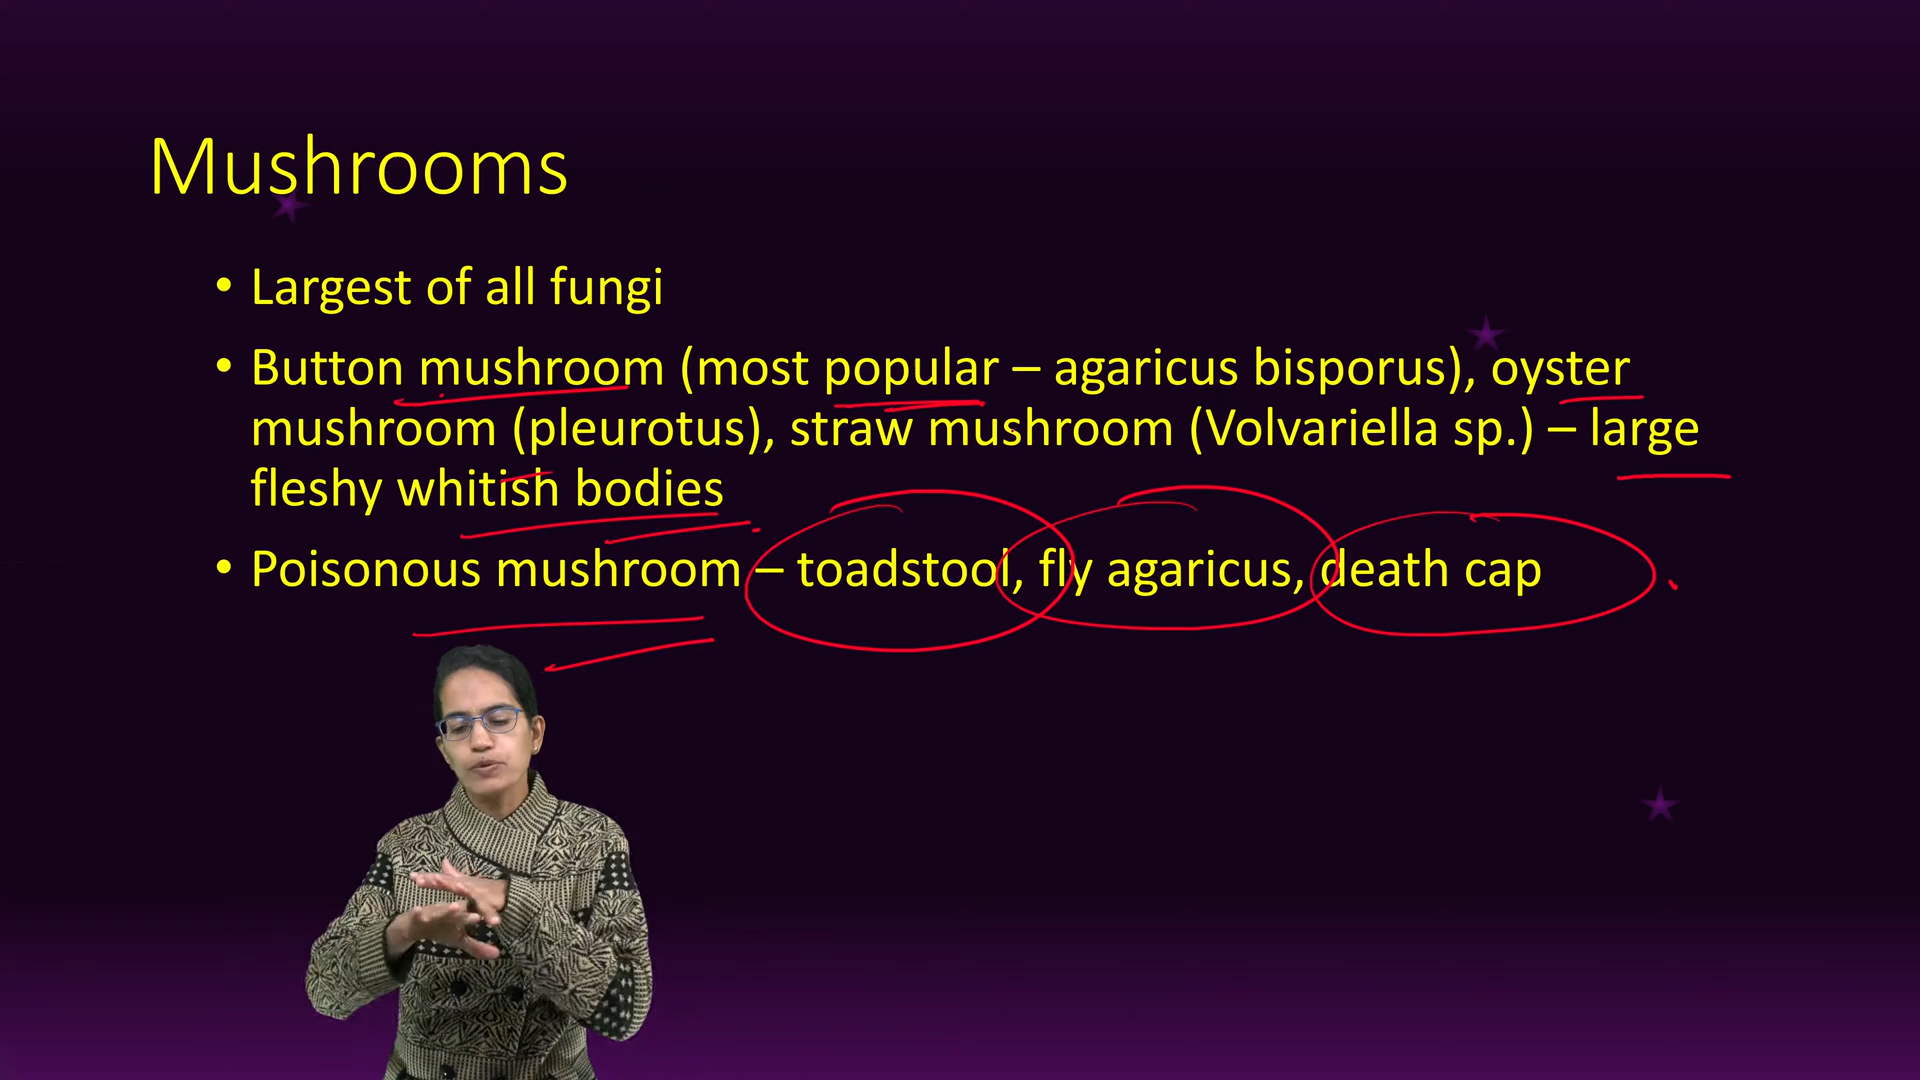 Mushrooms
• Largest of all fungi
• Button mushroom (most popular – agaricus bisporus), oyster
mushroom (pleurotus), straw mushroom (Volvariella sp.) – large
fleshy whitish bodies
• Poisonous mushroom – toadstool, fly agaricus, death cap